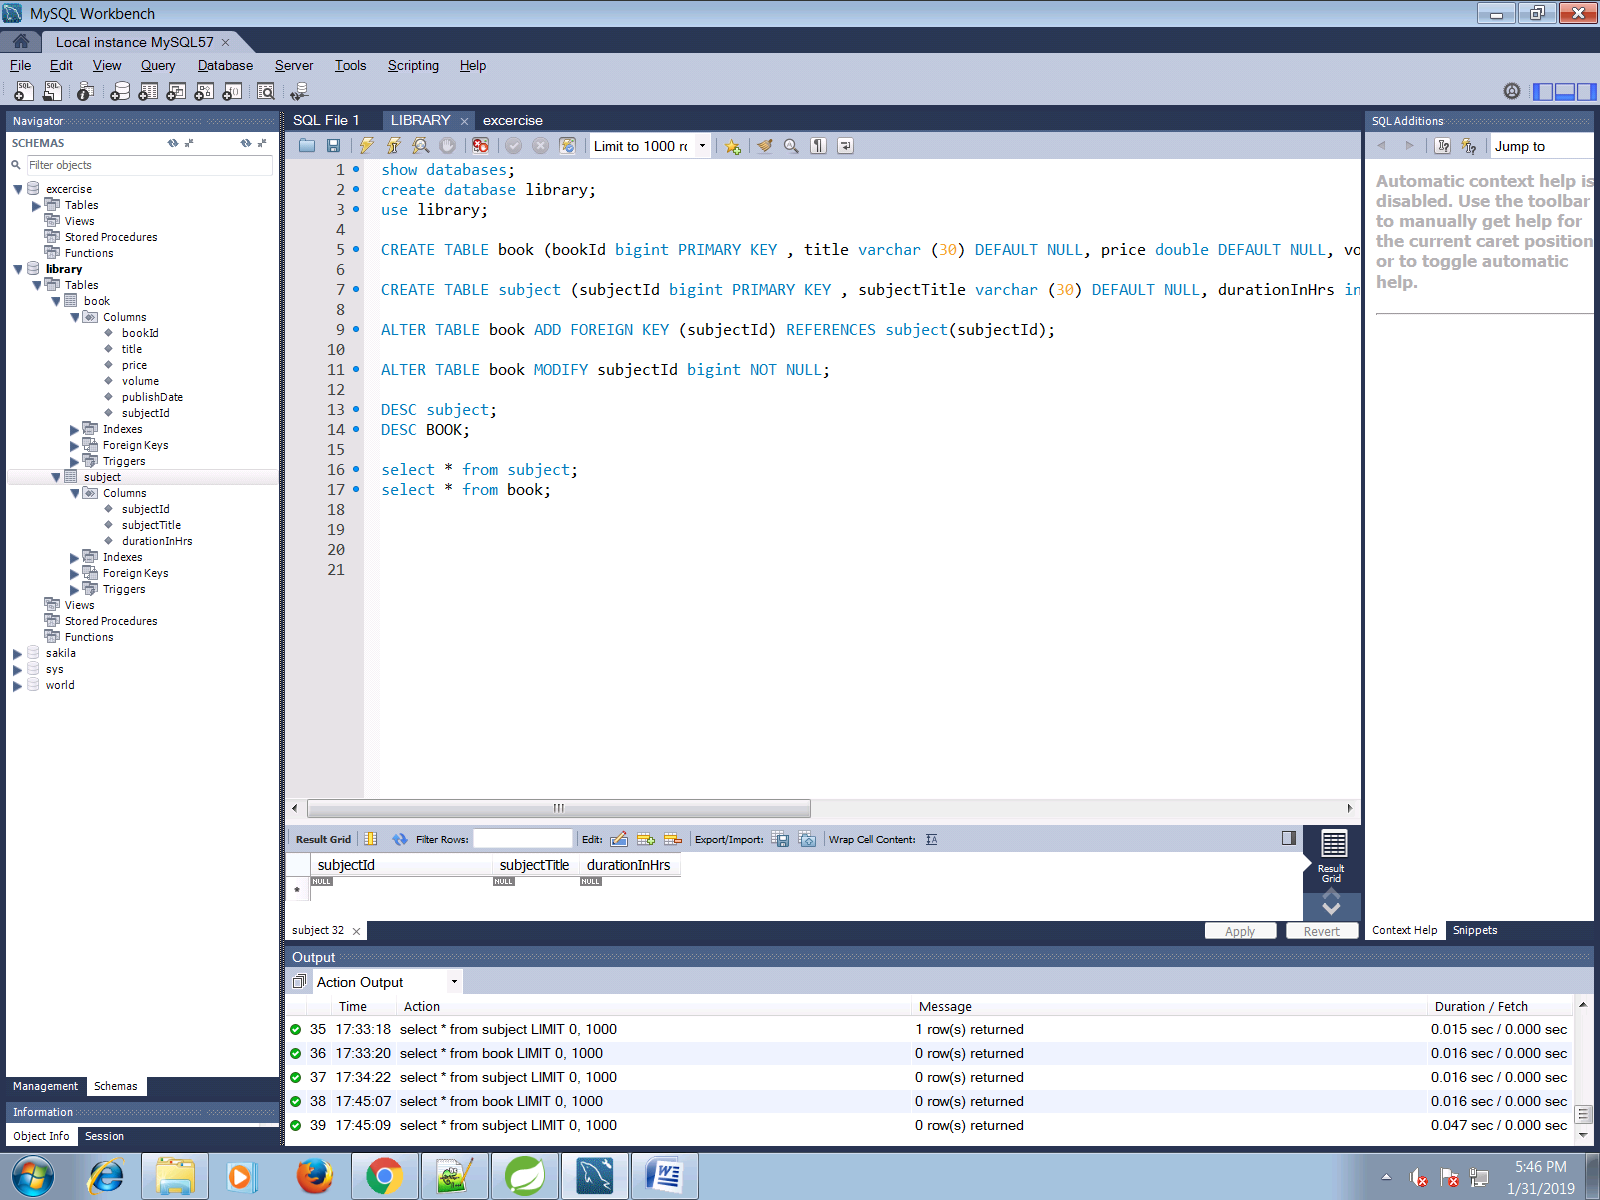 MySQL Workbench
Local instance MySQL57
File Edit View Query Database Server Tools Scripting Help
Navigator
SCHEMAS
Filter objects
excercise
Tables
Views
Stored Procedures
Functions
library
Tables
book
Columns
bookId
title
price
volume
publishDate
subjectId
Indexes
Foreign Keys
Triggers
subject
Columns
subjectId
subjectTitle
durationInHrs
Indexes
Foreign Keys
Triggers
Views
Stored Procedures
Functions
sakila
sys
world
Management Schemas
Information
Object Info Session
SQL File 1 LIBRARY excercise
Limit to 1000 rc
1 show databases;
2 create database library;
3 use library;
4
5 CREATE TABLE book (bookId bigint PRIMARY KEY , title varchar (30) DEFAULT NULL, price double DEFAULT NULL, vo
6
7 CREATE TABLE subject (subjectId bigint PRIMARY KEY , subjectTitle varchar (30) DEFAULT NULL, durationInHrs in
8
9 ALTER TABLE book ADD FOREIGN KEY (subjectId) REFERENCES subject(subjectId);
10
11 ALTER TABLE book MODIFY subjectId bigint NOT NULL;
12
13 DESC subject;
14 DESC BOOK;
15
16 select * from subject;
17 select * from book;
18
19
20
21
Result Grid Filter Rows: Edit: Export/Import: Wrap Cell Content:
subjectId subjectTitle durationInHrs
* NULL NULL NULL
Result
Grid
subject 32
Apply Revert
SQL Additions
Jump to
Automatic context help is
disabled. Use the toolbar
to manually get help for
the current caret position
or to toggle automatic
help.
Context Help Snippets
Output
Action Output
Time Action Message Duration / Fetch
35 17:33:18 select * from subject LIMIT 0, 1000 1 row(s) returned 0.015 sec / 0.000 sec
36 17:33:20 select * from book LIMIT 0, 1000 0 row(s) returned 0.016 sec / 0.000 sec
37 17:34:22 select * from subject LIMIT 0, 1000 0 row(s) returned 0.016 sec / 0.000 sec
38 17:45:07 select * from book LIMIT 0, 1000 0 row(s) returned 0.016 sec / 0.000 sec
39 17:45:09 select * from subject LIMIT 0, 1000 0 row(s) returned 0.047 sec / 0.000 sec
5:46 PM
1/31/2019